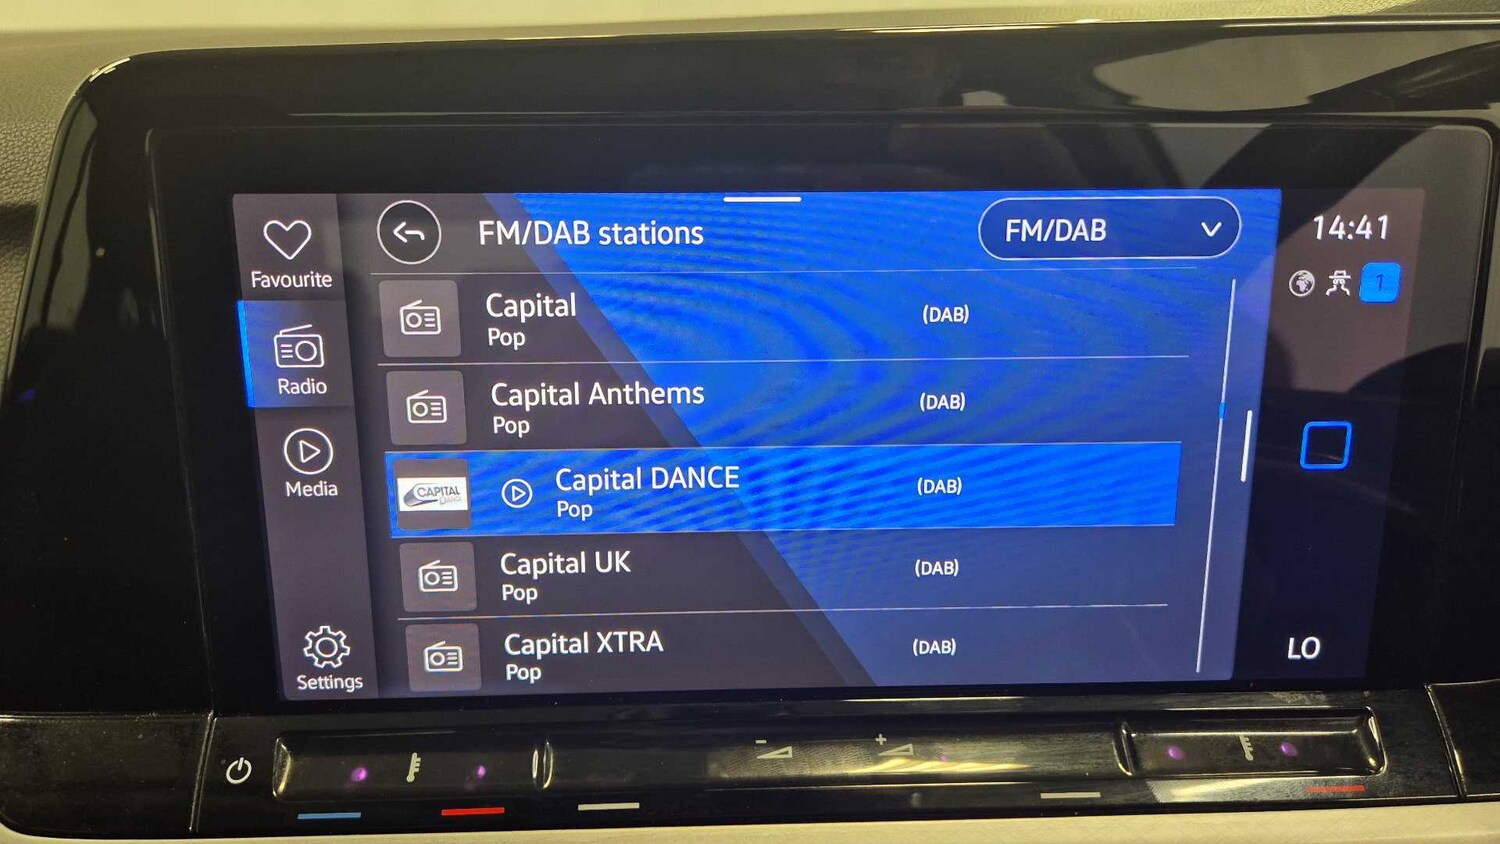 Favourite
Radio
Media
Settings
FM/DAB stations
FM/DAB
14:41
1
Capital
Pop
(DAB)
Capital Anthems
Pop
(DAB)
CAPITAL
DANCE
Capital DANCE
Pop
(DAB)
Capital UK
Pop
(DAB)
Capital XTRA
Pop
(DAB)
LO
- +